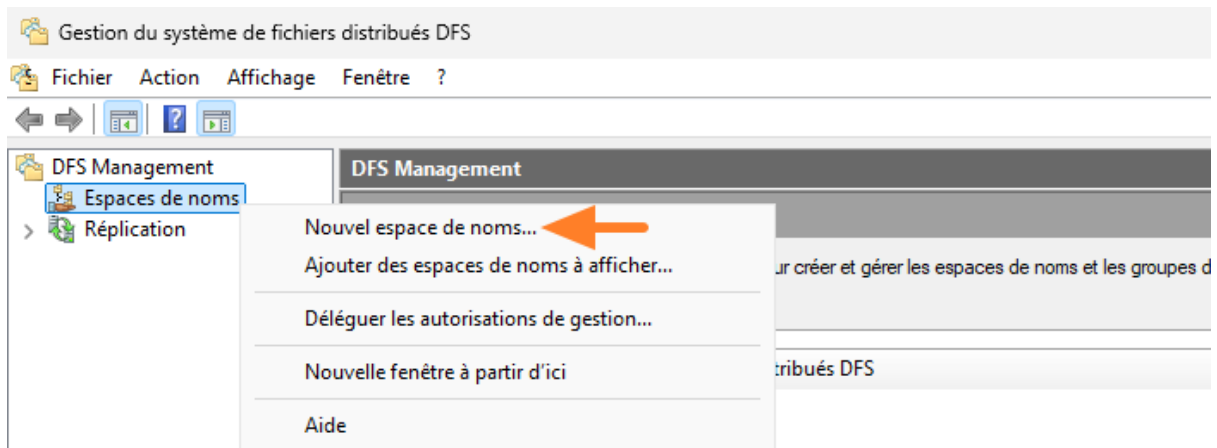 Gestion du système de fichiers distribués DFS
Fichier Action Affichage Fenêtre ?
DFS Management
DFS Management
Espaces de noms
Réplication
Nouvel espace de noms...
Ajouter des espaces de noms à afficher...
Déléguer les autorisations de gestion...
Nouvelle fenêtre à partir d'ici
Aide
ur créer et gérer les espaces de noms et les groupes d
tribués DFS